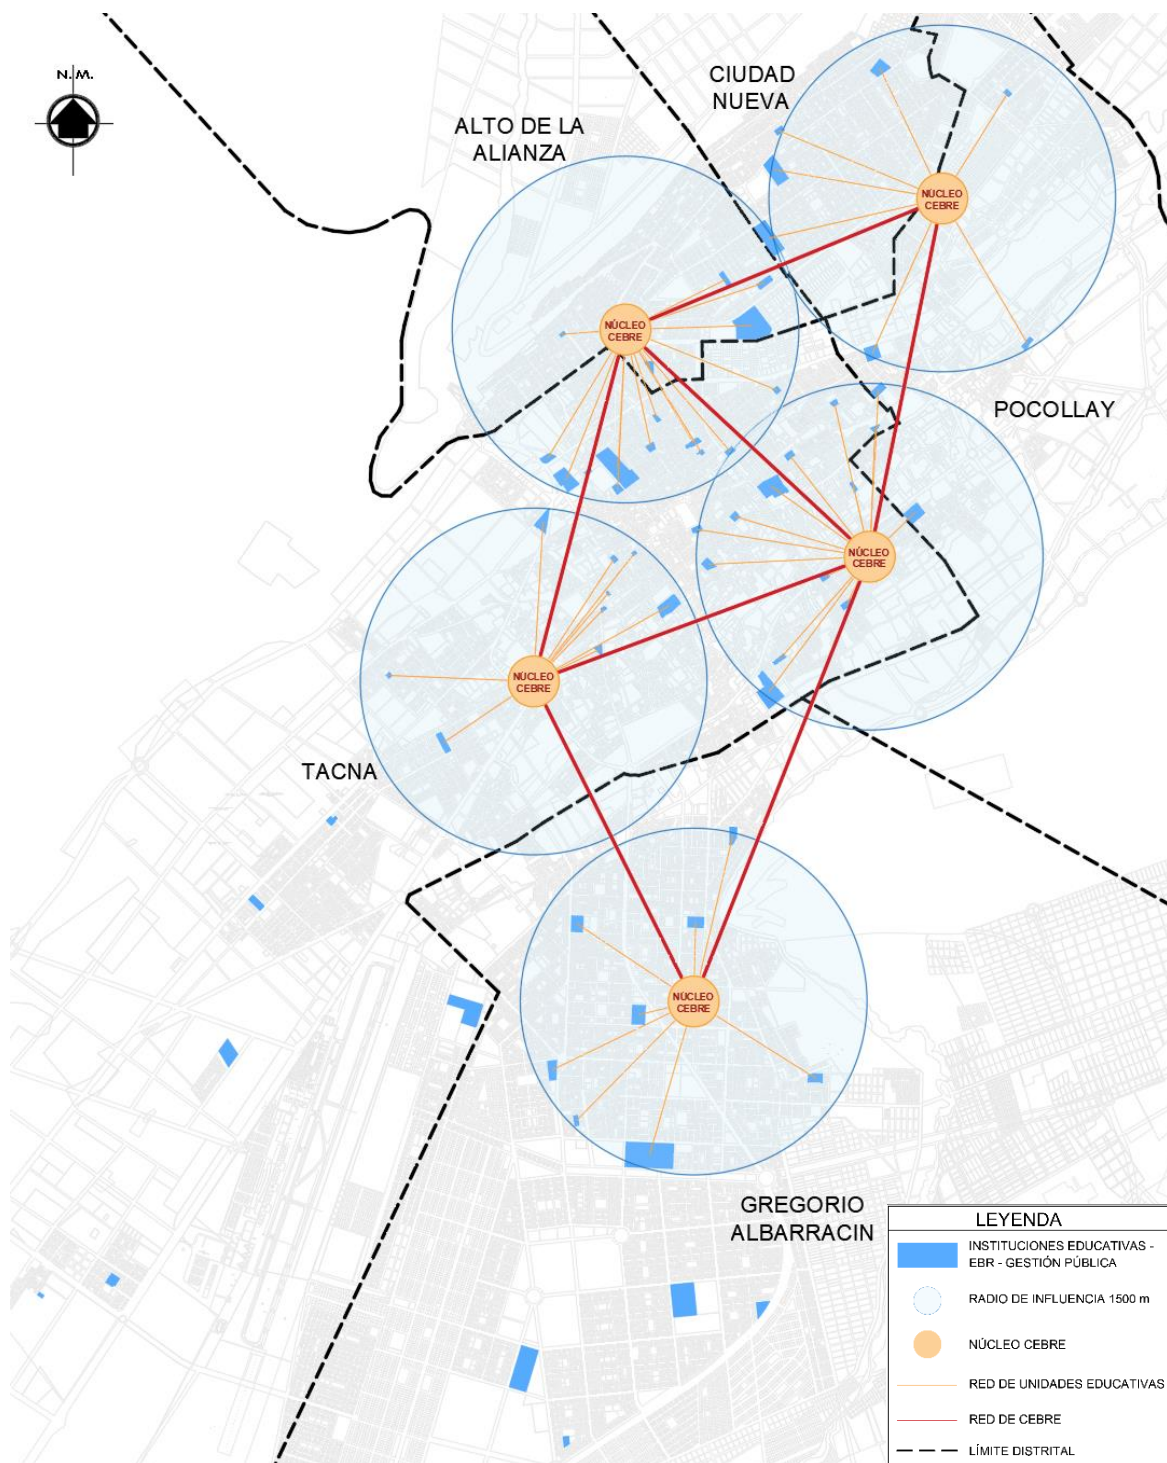 N.M.
CIUDAD
NUEVA
ALTO DE LA
ALIANZA
NÚCLEO
CEBRE
NÚCLEO
CEBRE
POCOLLAY
NÚCLEO
CEBRE
NÚCLEO
CEBRE
TACNA
NÚCLEO
CEBRE
GREGORIO
ALBARRACIN
LEYENDA
INSTITUCIONES EDUCATIVAS -
EBR - GESTIÓN PÚBLICA
RADIO DE INFLUENCIA 1500 m
NÚCLEO CEBRE
RED DE UNIDADES EDUCATIVAS
RED DE CEBRE
LÍMITE DISTRITAL